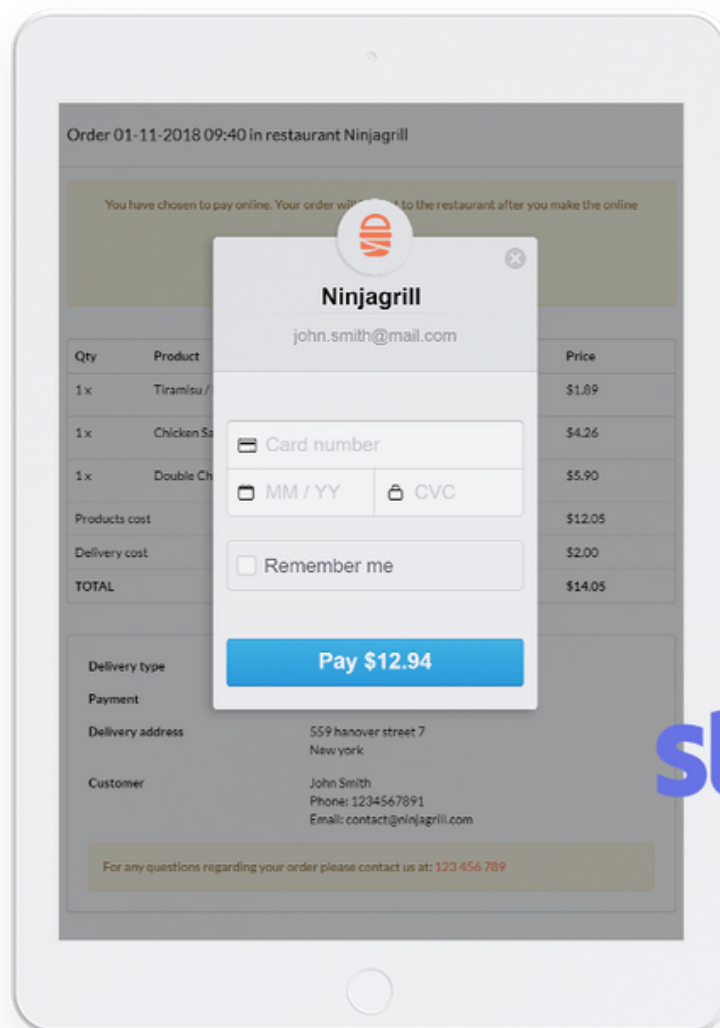 Order 01-11-2018 09:40 in restaurant Ninjagrill
You have chosen to pay online. Your order will to the restaurant after you make the online
Ninjagrill
john.smith@mail.com
Qty Product Price
1 x Tiramisu / $1.89
1 x Chicken Sa $4.26
1 x Double Ch $5.90
Products cost $12.05
Delivery cost $2.00
TOTAL $14.05
Card number
MM / YY CVC
Remember me
Pay $12.94
Delivery type
Payment
Delivery address 559 hanover street 7
New york
Customer John Smith
Phone: 1234567891
Email: contact@ninjagrill.com
For any questions regarding your order please contact us at: 123 456 789